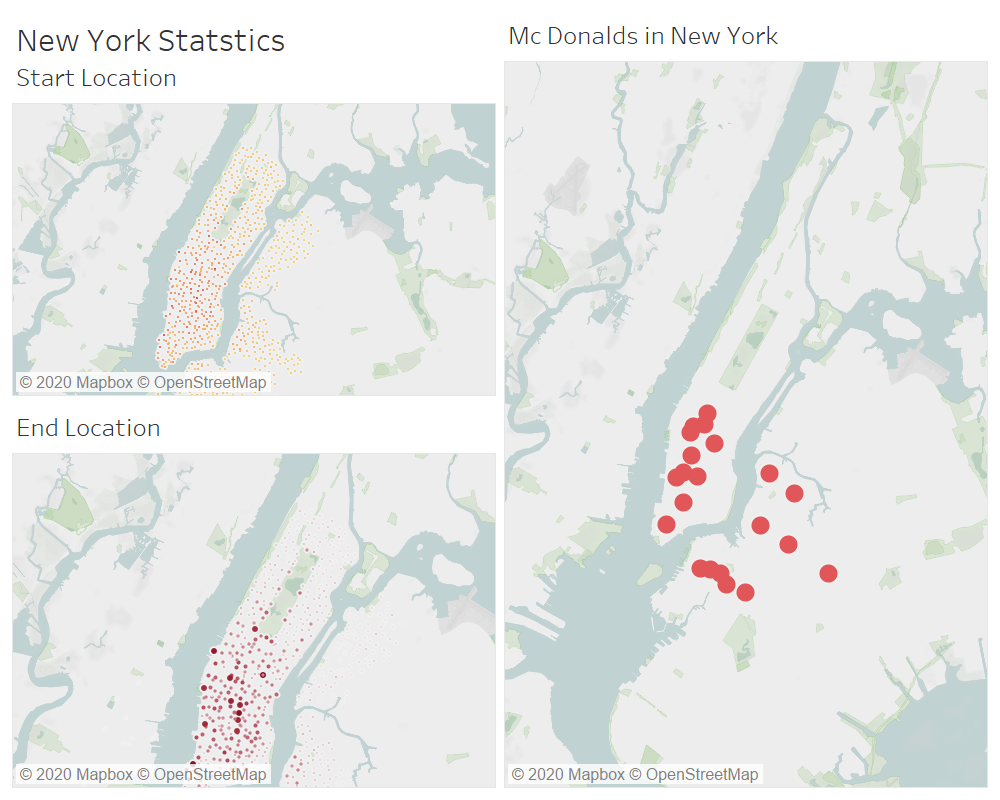 New York Statstics
Start Location
© 2020 Mapbox © OpenStreetMap
End Location
© 2020 Mapbox © OpenStreetMap
Mc Donalds in New York
© 2020 Mapbox © OpenStreetMap